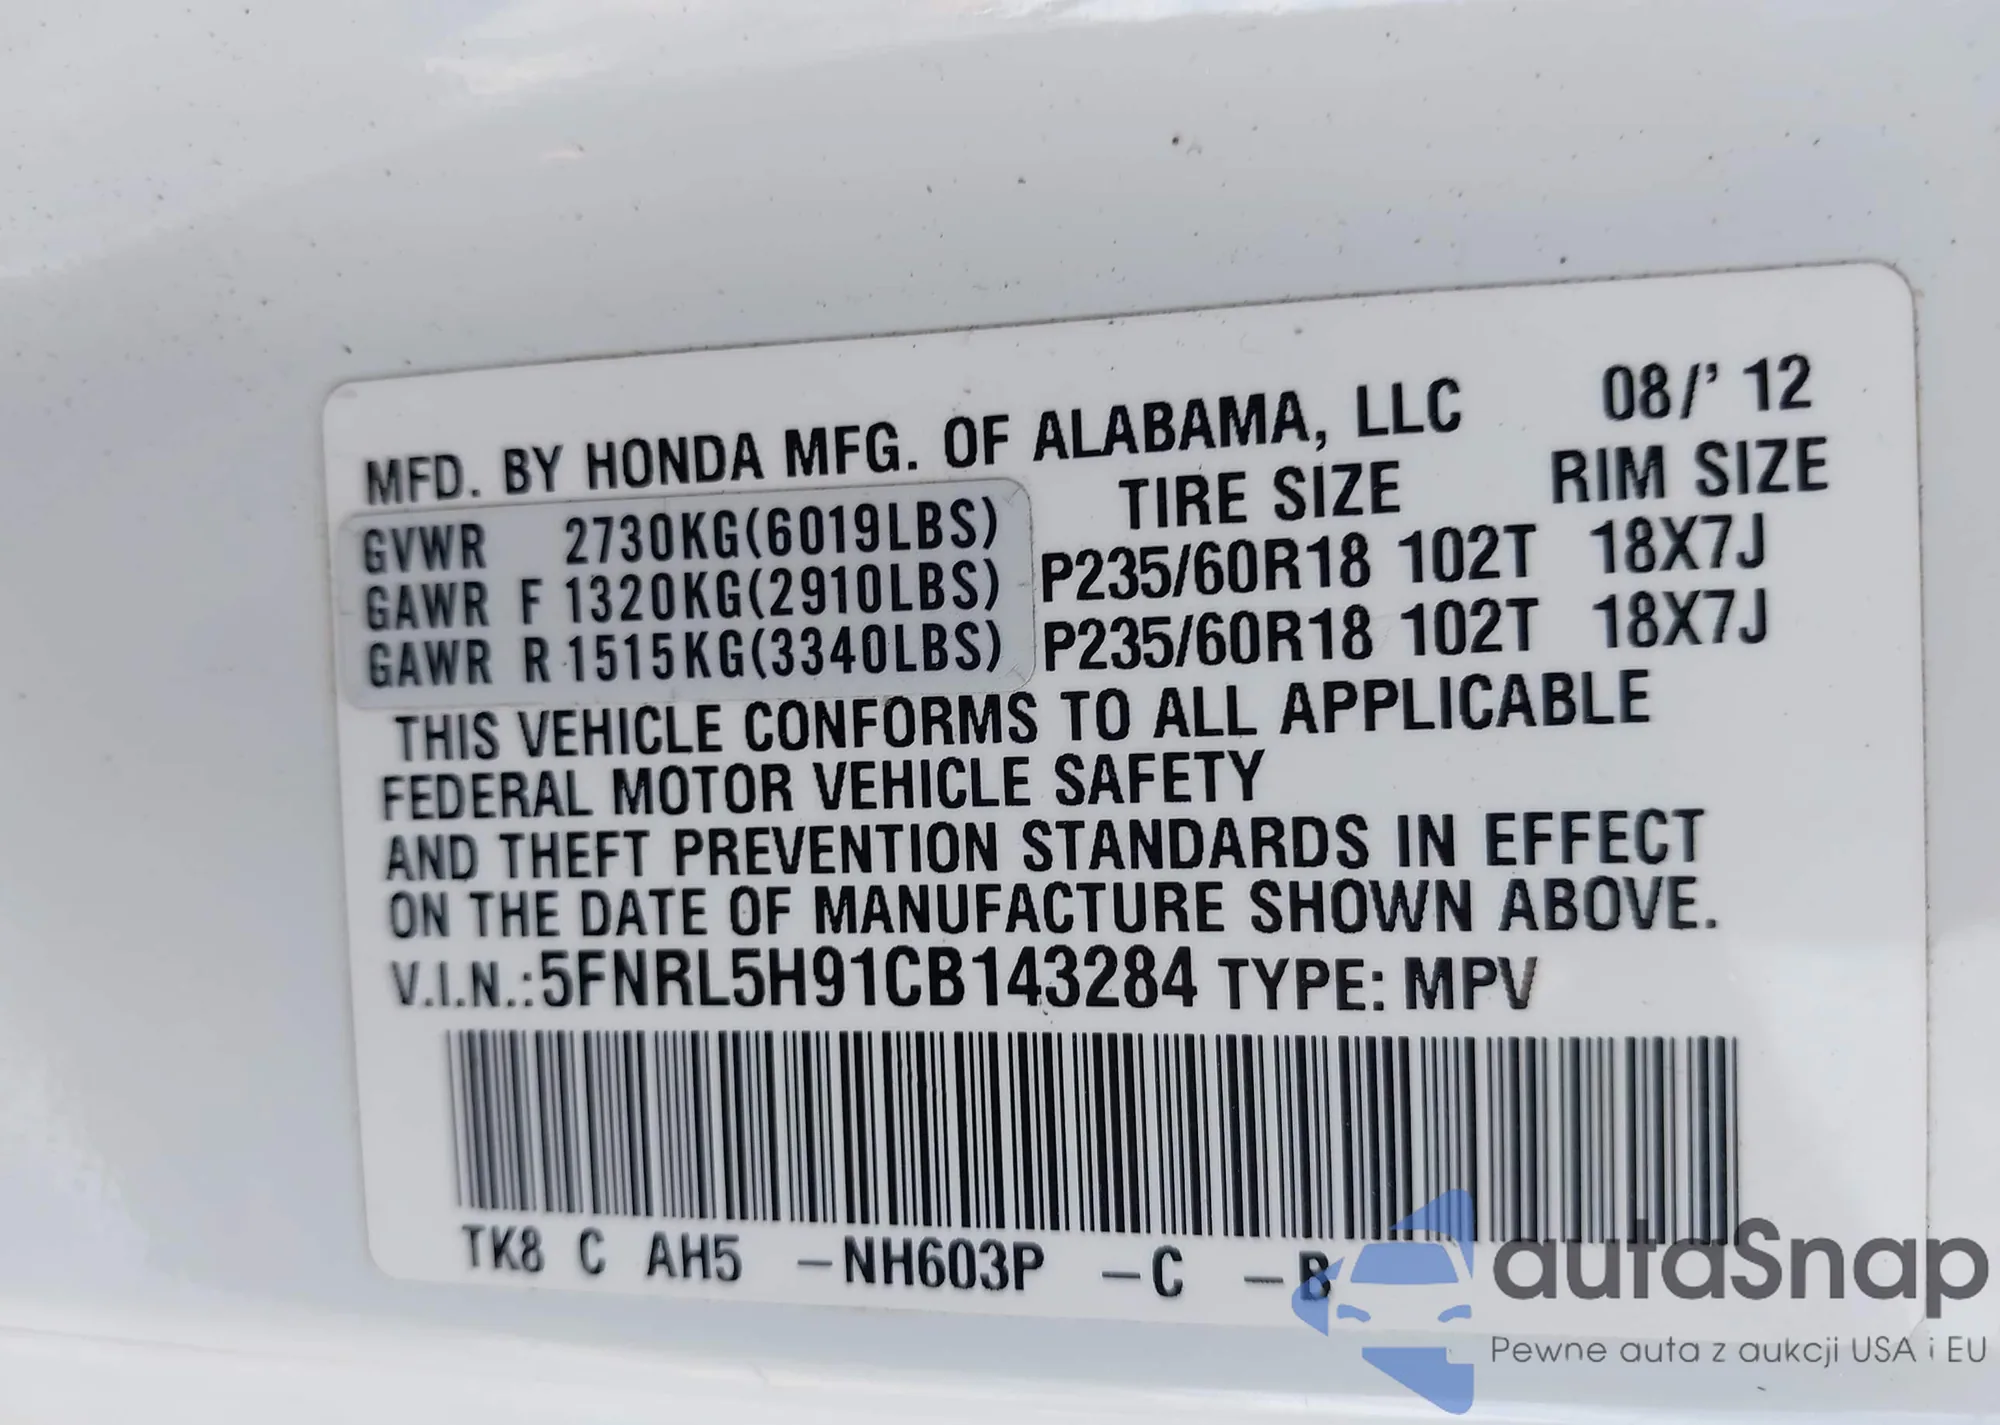 MFD. BY HONDA MFG. OF ALABAMA, LLC 08/' 12
TIRE SIZE RIM SIZE
GVWR 2730KG(6019LBS)
GAWR F 1320KG(2910LBS) P235/60R18 102T 18X7J
GAWR R 1515KG(3340LBS) P235/60R18 102T 18X7J
THIS VEHICLE CONFORMS TO ALL APPLICABLE
FEDERAL MOTOR VEHICLE SAFETY
AND THEFT PREVENTION STANDARDS IN EFFECT
ON THE DATE OF MANUFACTURE SHOWN ABOVE.
V.I.N.:5FNRL5H91CB143284 TYPE: MPV
TK8 C AH5 -NH603P -C -B
autaSnap
Pewne auta z aukcji USA i EU